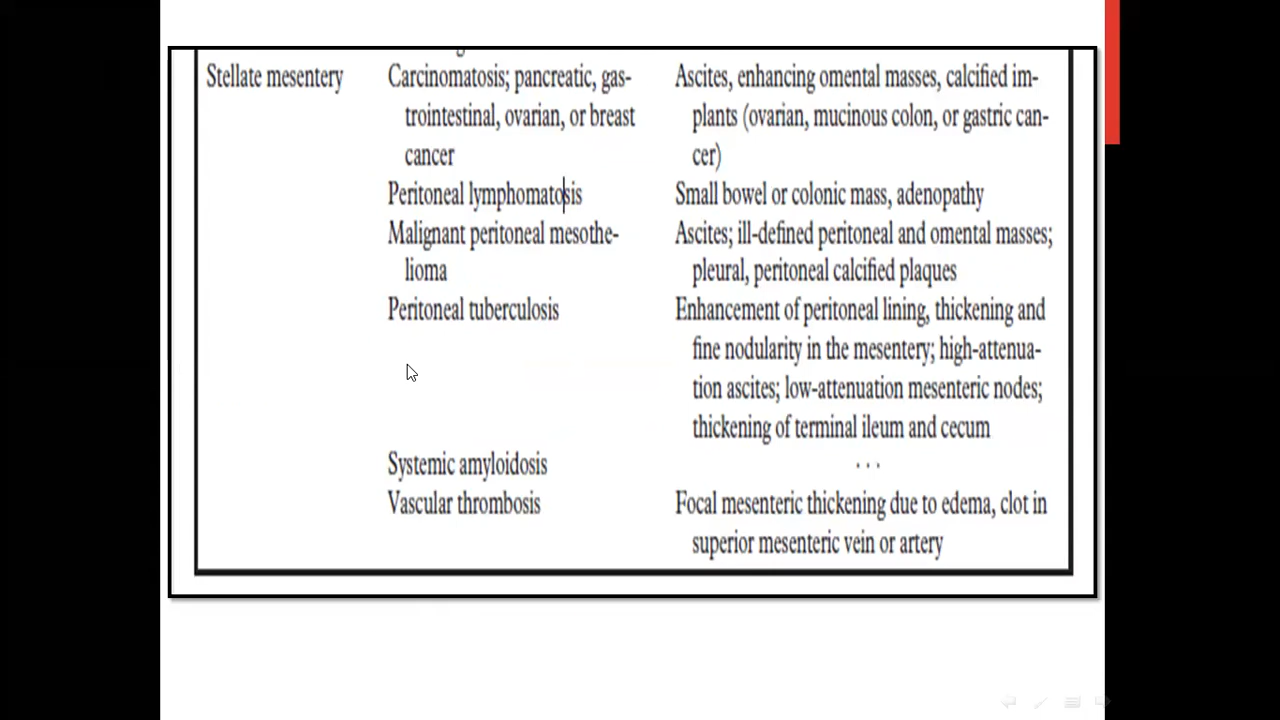 Stellate mesentery Carcinomatosis; pancreatic, gas- Ascites, enhancing omental masses, calcified im-
trointestinal, ovarian, or breast plants (ovarian, mucinous colon, or gastric can-
cancer cer)
Peritoneal lymphomatosis Small bowel or colonic mass, adenopathy
Malignant peritoneal mesothe- Ascites; ill-defined peritoneal and omental masses;
lioma pleural, peritoneal calcified plaques
Peritoneal tuberculosis Enhancement of peritoneal lining, thickening and
fine nodularity in the mesentery; high-attenua-
tion ascites; low-attenuation mesenteric nodes;
thickening of terminal ileum and cecum
Systemic amyloidosis . . .
Vascular thrombosis Focal mesenteric thickening due to edema, clot in
superior mesenteric vein or artery